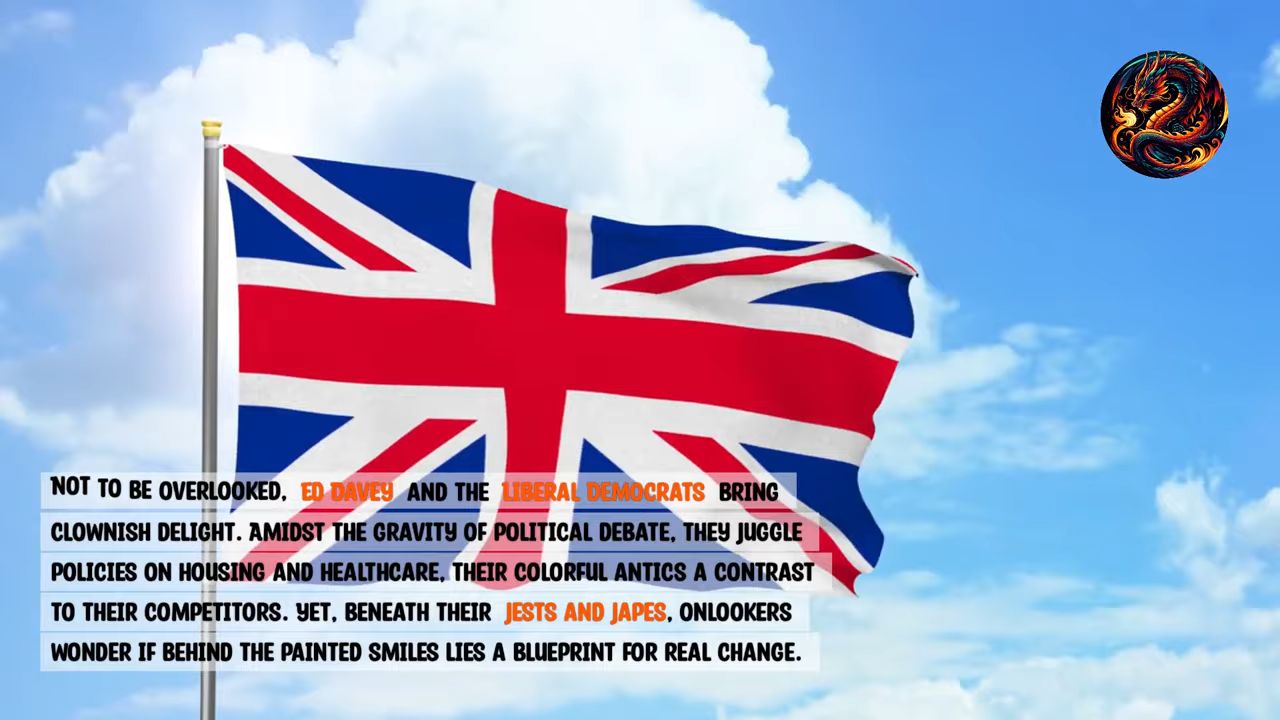 NOT TO BE OVERLOOKED, ED DAVEY AND THE LIBERAL DEMOCRATS BRING
CLOWNISH DELIGHT. AMIDST THE GRAVITY OF POLITICAL DEBATE, THEY JUGGLE
POLICIES ON HOUSING AND HEALTHCARE, THEIR COLORFUL ANTICS A CONTRAST
TO THEIR COMPETITORS. YET, BENEATH THEIR JESTS AND JAPES, ONLOOKERS
WONDER IF BEHIND THE PAINTED SMILES LIES A BLUEPRINT FOR REAL CHANGE.